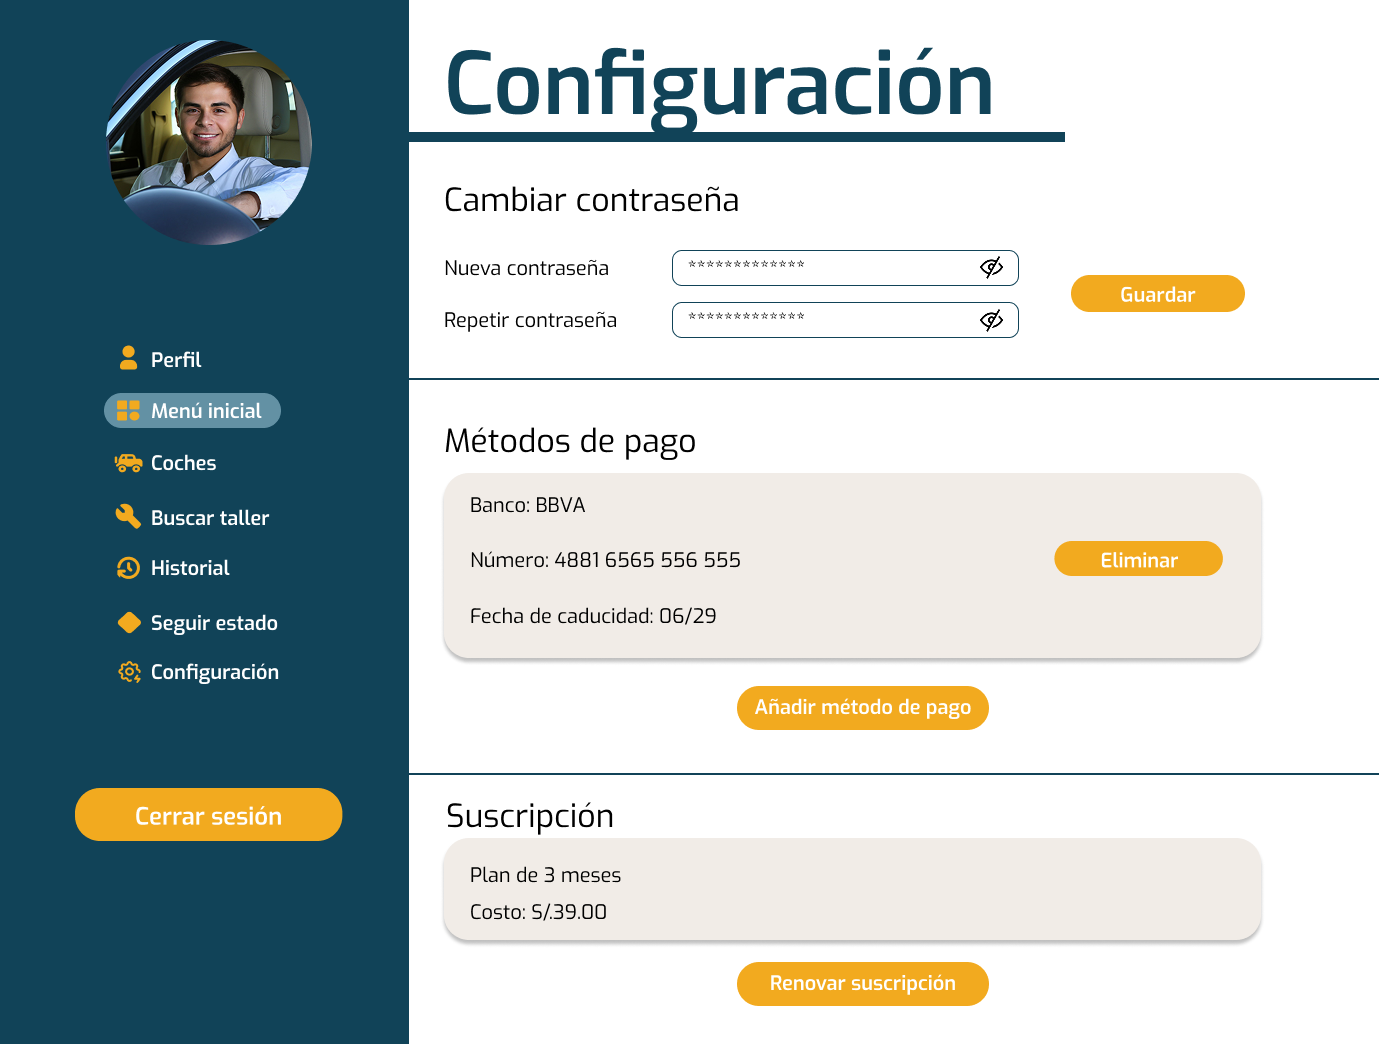 Configuración
Cambiar contraseña
Nueva contraseña
*************
Repetir contraseña
*************
Guardar
Perfil
Menú inicial
Coches
Buscar taller
Historial
Seguir estado
Configuración
Cerrar sesión
Métodos de pago
Banco: BBVA
Número: 4881 6565 556 555
Eliminar
Fecha de caducidad: 06/29
Añadir método de pago
Suscripción
Plan de 3 meses
Costo: S/.39.00
Renovar suscripción